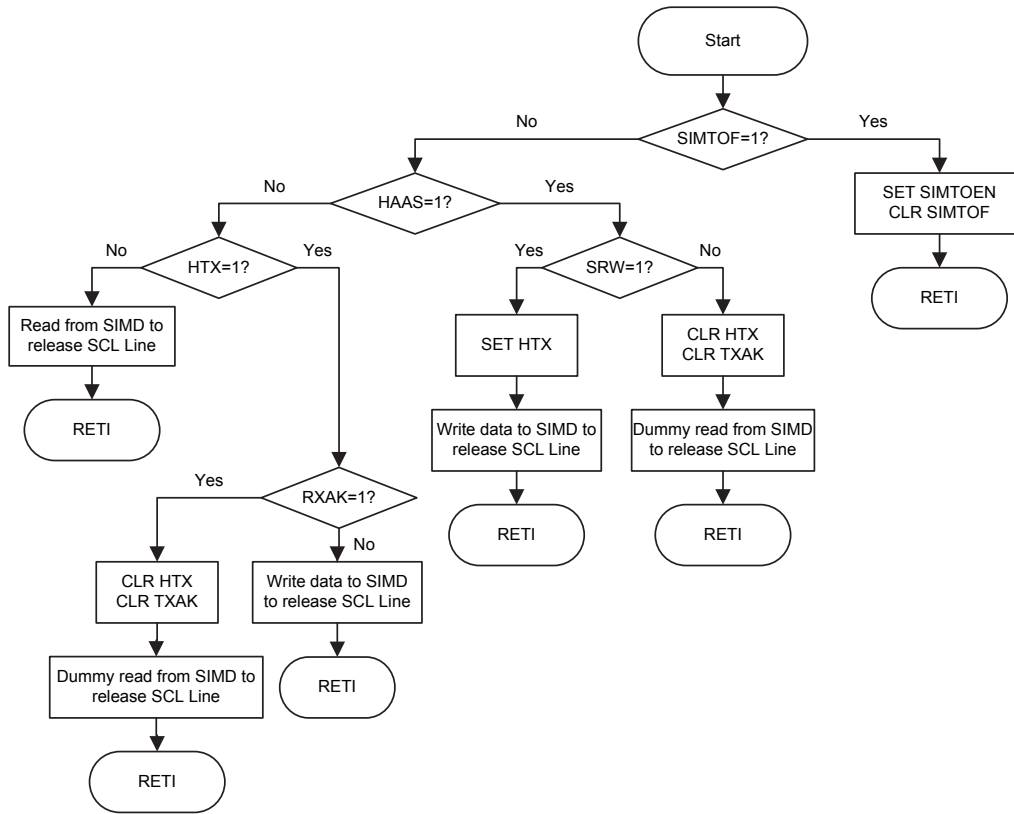 Start
No
SIMTOF=1?
Yes
No
HAAS=1?
Yes
SET SIMTOEN
CLR SIMTOF
No
HTX=1?
Yes
Yes
SRW=1?
No
RETI
Read from SIMD to
release SCL Line
SET HTX
CLR HTX
CLR TXAK
RETI
Write data to SIMD to
release SCL Line
Dummy read from SIMD
to release SCL Line
Yes
RXAK=1?
No
RETI
RETI
CLR HTX
CLR TXAK
Write data to SIMD
to release SCL Line
Dummy read from SIMD to
release SCL Line
RETI
RETI